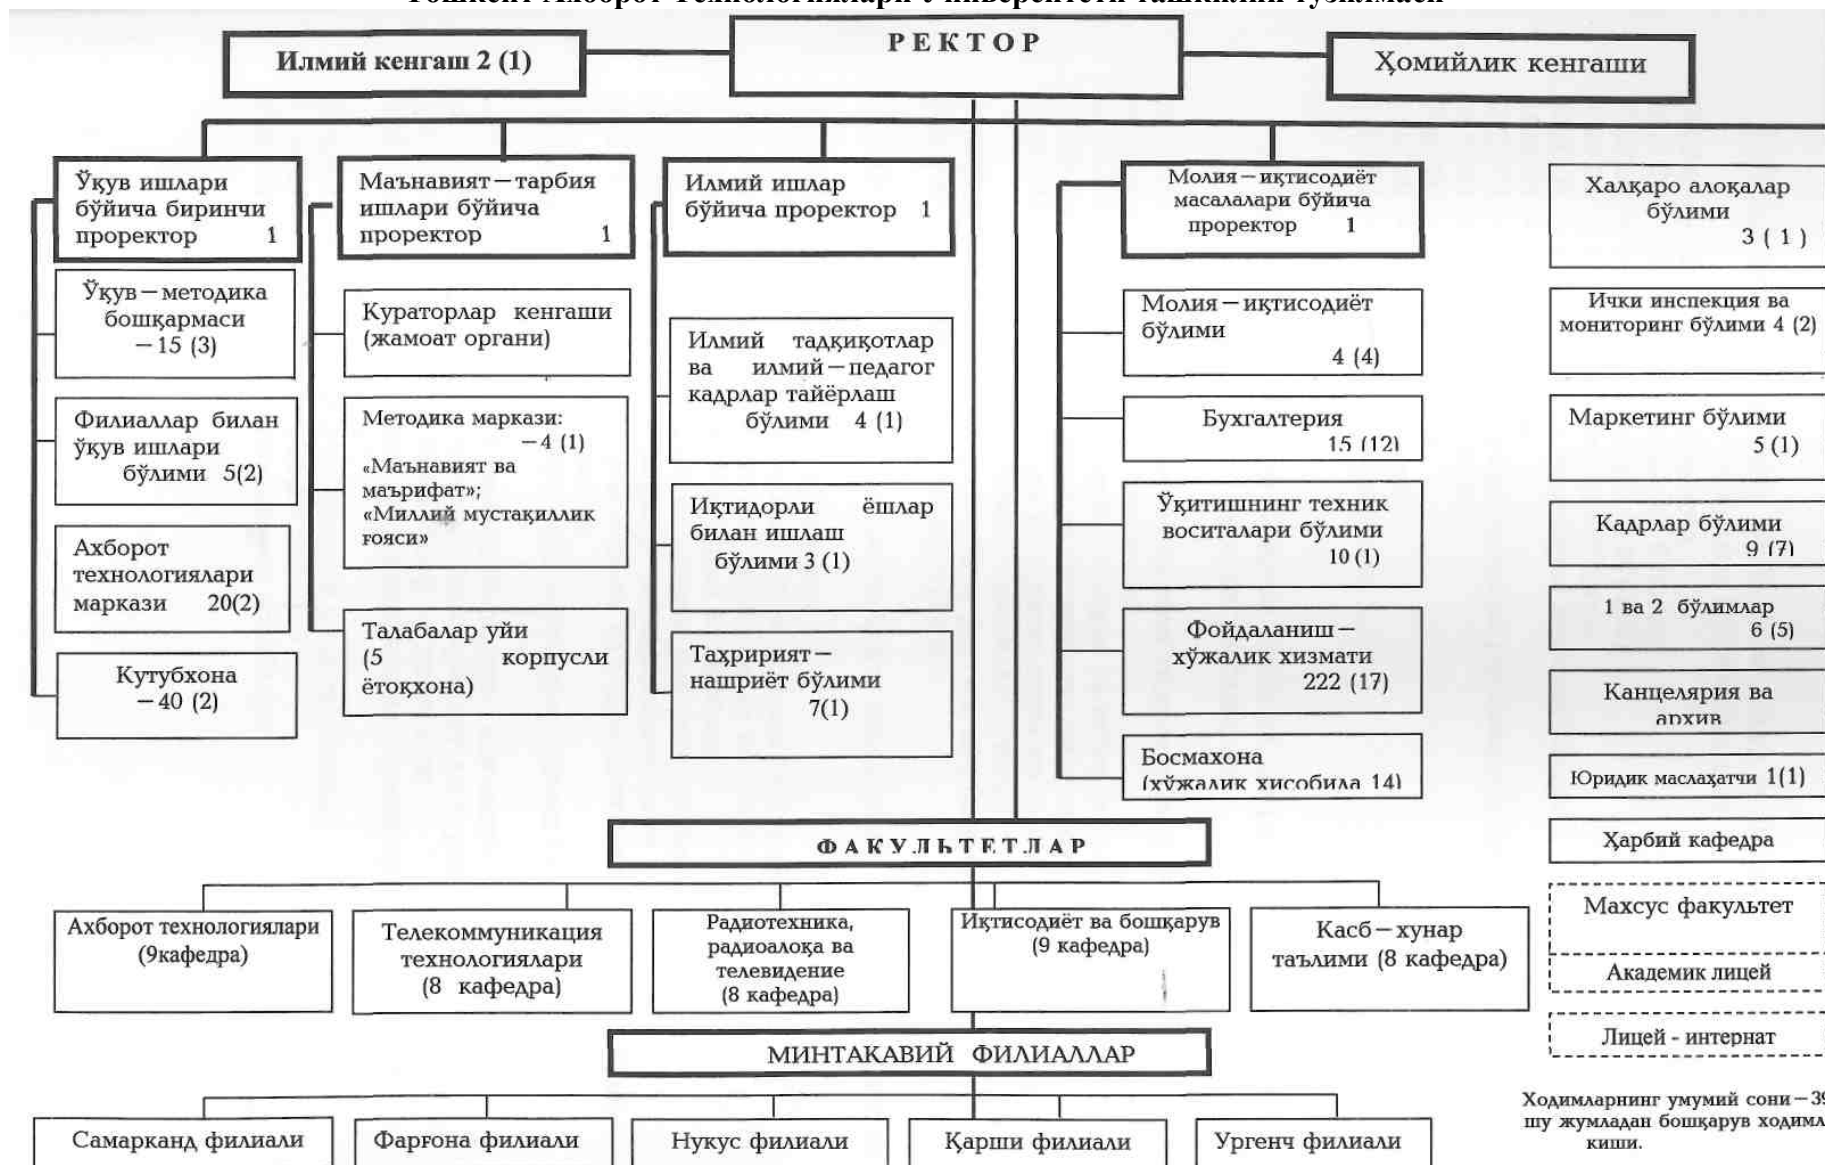 РЕКТОР
Илмий кенгаш 2 (1)
Ҳомийлик кенгаши
Ўқув ишлари
бўйича биринчи
проректор 1
Ўқув – методика
бошқармаси
– 15 (3)
Филиаллар билан
ўқув ишлари
бўлими 5(2)
Ахборот
технологиялари
маркази 20(2)
Кутубхона
– 40 (2)
Маънавият – тарбия
ишлари бўйича
проректор 1
Кураторлар кенгаши
(жамоат органи)
Методика маркази:
– 4 (1)
«Маънавият ва
маърифат»;
«Миллий мустақиллик
ғояси»
Талабалар уйи
(5 корпусли
ётоқхона)
Илмий ишлар
бўйича проректор 1
Илмий тадқиқотлар
ва илмий – педагог
кадрлар тайёрлаш
бўлими 4 (1)
Иқтидорли ёшлар
билан ишлаш
бўлими 3 (1)
Таҳририят –
нашриёт бўлими
7(1)
Молия – иқтисодиёт
масалалари бўйича
проректор 1
Молия – иқтисодиёт
бўлими
4 (4)
Бухгалтерия
15 (12)
Ўқитишнинг техник
воситалари бўлими
10 (1)
Фойдаланиш –
хўжалик хизмати
222 (17)
Босмахона
(хўжалик хисобида 14)
Халқаро алоқалар
бўлими
3 ( 1 )
Ички инспекция ва
мониторинг бўлими 4 (2)
Маркетинг бўлими
5 (1)
Кадрлар бўлими
9 (7)
1 ва 2 бўлимлар
6 (5)
Канцелярия ва
архив
Юридик маслаҳатчи 1(1)
Ҳарбий кафедра
Махсус факультет
Академик лицей
Лицей - интернат
ФАКУЛЬТЕТЛАР
Ахборот технологиялари
(9кафедра)
Телекоммуникация
технологиялари
(8 кафедра)
Радиотехника,
радиоалоқа ва
телевидение
(8 кафедра)
Иқтисодиёт ва бошқарув
(9 кафедра)
Касб – хунар
таълими (8 кафедра)
МИНТАКАВИЙ ФИЛИАЛЛАР
Самарканд филиали
Фарғона филиали
Нукус филиали
Қарши филиали
Ургенч филиали
Ходимларнинг умумий сони – 39
шу жумладан бошқарув
киши.